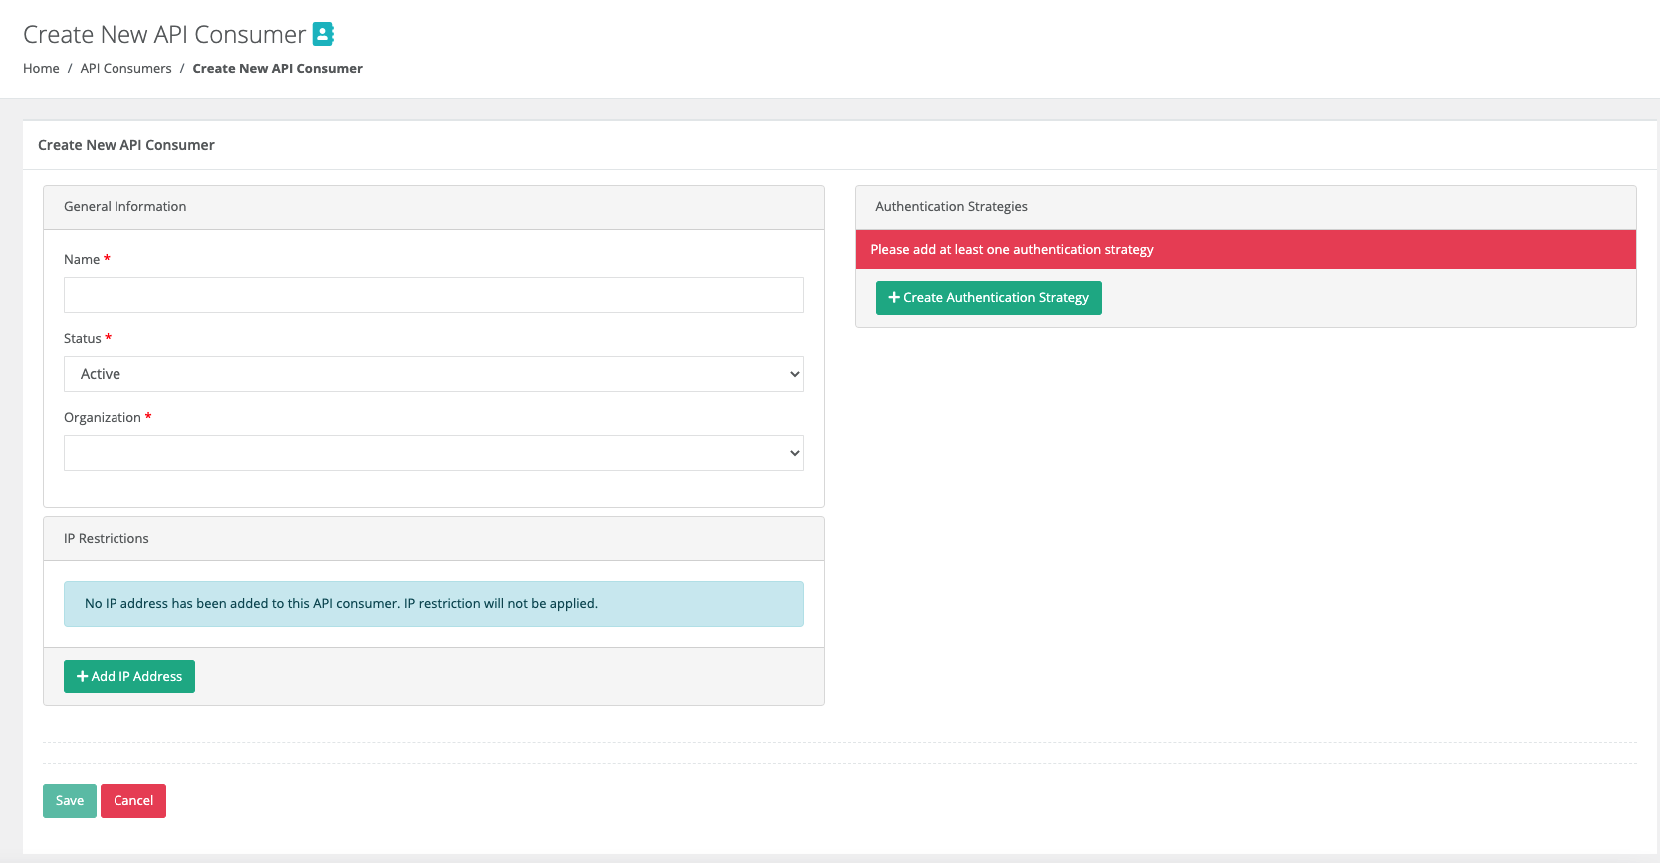 Create New API Consumer
Home / API Consumers / Create New API Consumer
Create New API Consumer
General Information
Name *
Status *
Active
Organization *
IP Restrictions
No IP address has been added to this API consumer. IP restriction will not be applied.
+ Add IP Address
Authentication Strategies
Please add at least one authentication strategy
+ Create Authentication Strategy
Save
Cancel